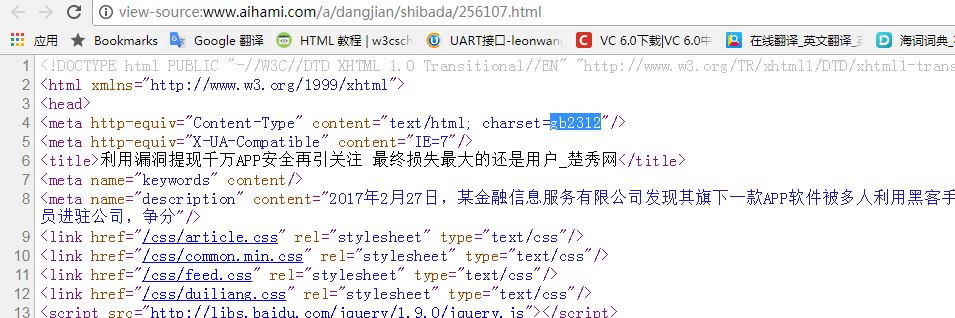 view-source:www.aihami.com/a/dangjian/shibada/256107.html
应用 Bookmarks Google 翻译 HTML 教程 | w3sch UART接口-leonwang VC 6.0下载|VC 6.0中 在线翻译_英文翻译_ 海词词典_
1 <!DOCTYPE html PUBLIC "-//W3C//DTD XHTML 1.0 Transitional//EN" "http://www.w3.org/TR/xhtml1/DTD/xhtml1-trans
2 <html xmlns="http://www.w3.org/1999/xhtml">
3 <head>
4 <meta http-equiv="Content-Type" content="text/html; charset=gb2312"/>
5 <meta http-equiv="X-UA-Compatible" content="IE=7"/>
6 <title>利用漏洞提现千万APP安全再引关注 最终损失最大的还是用户_楚秀网</title>
7 <meta name="keywords" content/>
8 <meta name="description" content="2017年2月27日，某金融信息服务有限公司发现其旗下一款APP软件被多人利用黑客手
员进驻公司，争分"/>
9 <link href="/css/article.css" rel="stylesheet" type="text/css"/>
10 <link href="/css/common.min.css" rel="stylesheet" type="text/css"/>
11 <link href="/css/feed.css" rel="stylesheet" type="text/css"/>
12 <link href="/css/duiliang.css" rel="stylesheet" type="text/css"/>
13 <script src="http://libs.baidu.com/jquery/1.9.0/jquery.js"></script>